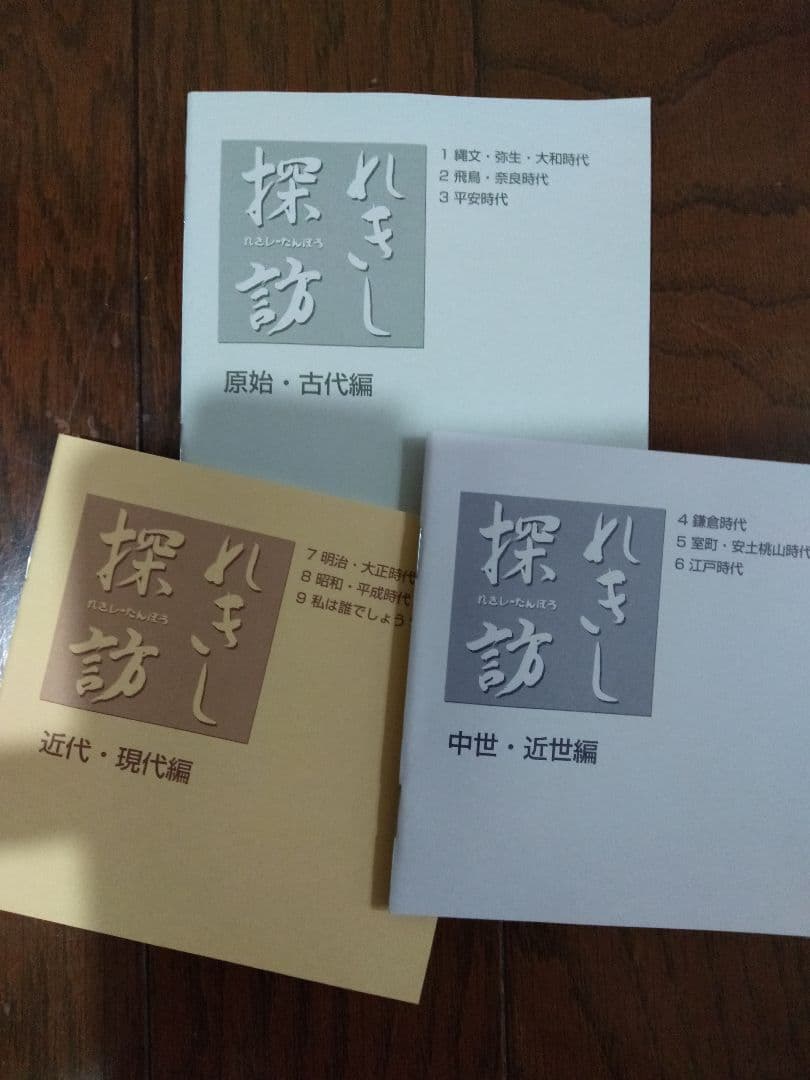 れきし
探訪
れきし-たんぼう
原始・古代編
1 縄文・弥生・大和時代
2 飛鳥・奈良時代
3 平安時代
れきし
探訪
れきし-たんぼう
近代・現代編
7 明治・大正時代
8 昭和・平成時代
9 私は誰でしょう
れきし
探訪
れきし-たんぼう
中世・近世編
4 鎌倉時代
5 室町・安土桃山時代
6 江戸時代